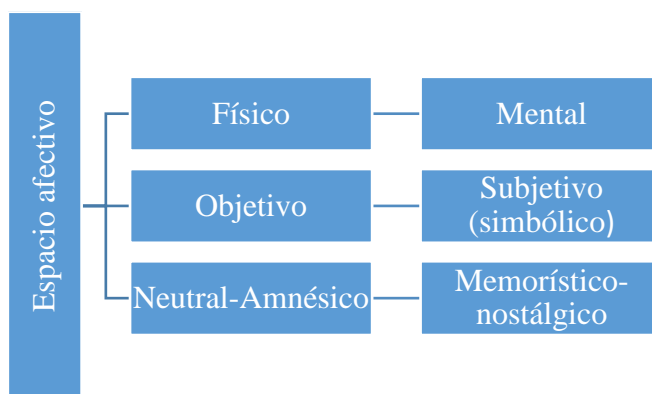 Espacio afectivo
Físico
Mental
Objetivo
Subjetivo
(simbólico)
Neutral-Amnésico
Memorístico-
nostálgico